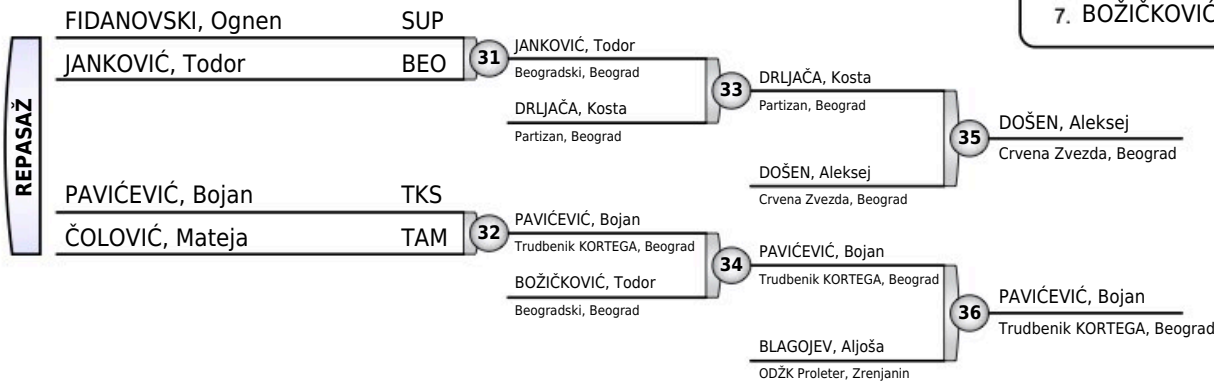 7. BOŽIČKOVIĆ
REPASAŽ
FIDANOVSKI, Ognen SUP
JANKOVIĆ, Todor BEO
31
JANKOVIĆ, Todor
Beogradski, Beograd
DRLJAČA, Kosta
Partizan, Beograd
33
DRLJAČA, Kosta
Partizan, Beograd
DOŠEN, Aleksej
Crvena Zvezda, Beograd
35
DOŠEN, Aleksej
Crvena Zvezda, Beograd
PAVIĆEVIĆ, Bojan TKS
ČOLOVIĆ, Mateja TAM
32
PAVIĆEVIĆ, Bojan
Trudbenik KORTEGA, Beograd
BOŽIČKOVIĆ, Todor
Beogradski, Beograd
34
PAVIĆEVIĆ, Bojan
Trudbenik KORTEGA, Beograd
BLAGOJEV, Aljoša
ODŽK Proleter, Zrenjanin
36
PAVIĆEVIĆ, Bojan
Trudbenik KORTEGA, Beograd